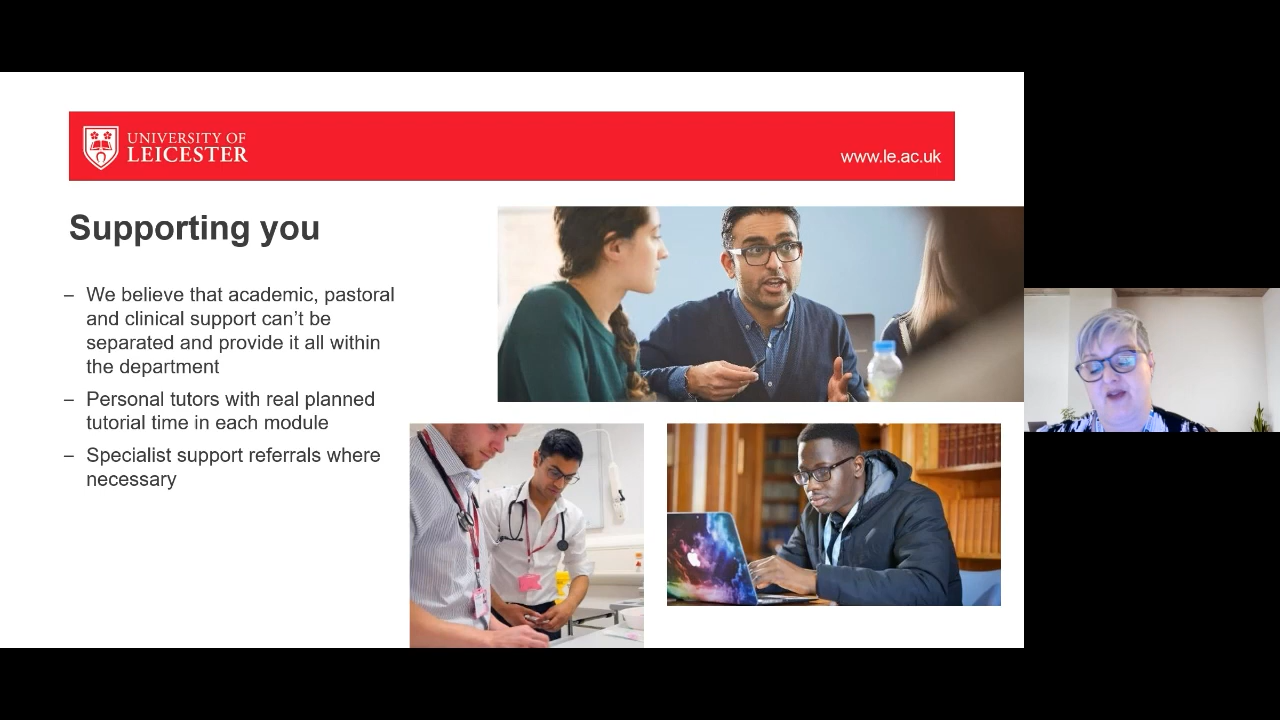 UNIVERSITY OF
LEICESTER
www.le.ac.uk
Supporting you
– We believe that academic, pastoral
and clinical support can’t be
separated and provide it all within
the department
– Personal tutors with real planned
tutorial time in each module
– Specialist support referrals where
necessary